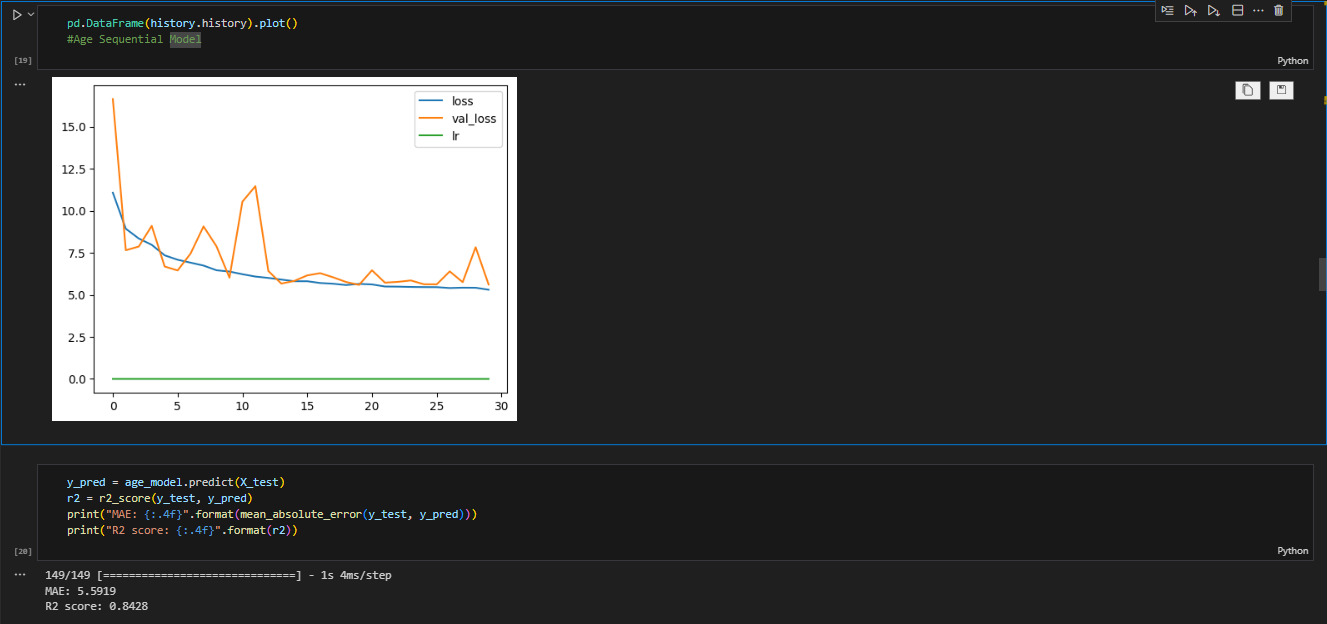 pd.DataFrame(history.history).plot()
#Age Sequential Model
[19]
Python
loss
val_loss
lr
15.0
12.5
10.0
7.5
5.0
2.5
0.0
0 5 10 15 20 25 30
y_pred = age_model.predict(X_test)
r2 = r2_score(y_test, y_pred)
print("MAE: {:.4f}".format(mean_absolute_error(y_test, y_pred)))
print("R2 score: {:.4f}".format(r2))
[20]
Python
149/149 [==============================] - 1s 4ms/step
MAE: 5.5919
R2 score: 0.8428